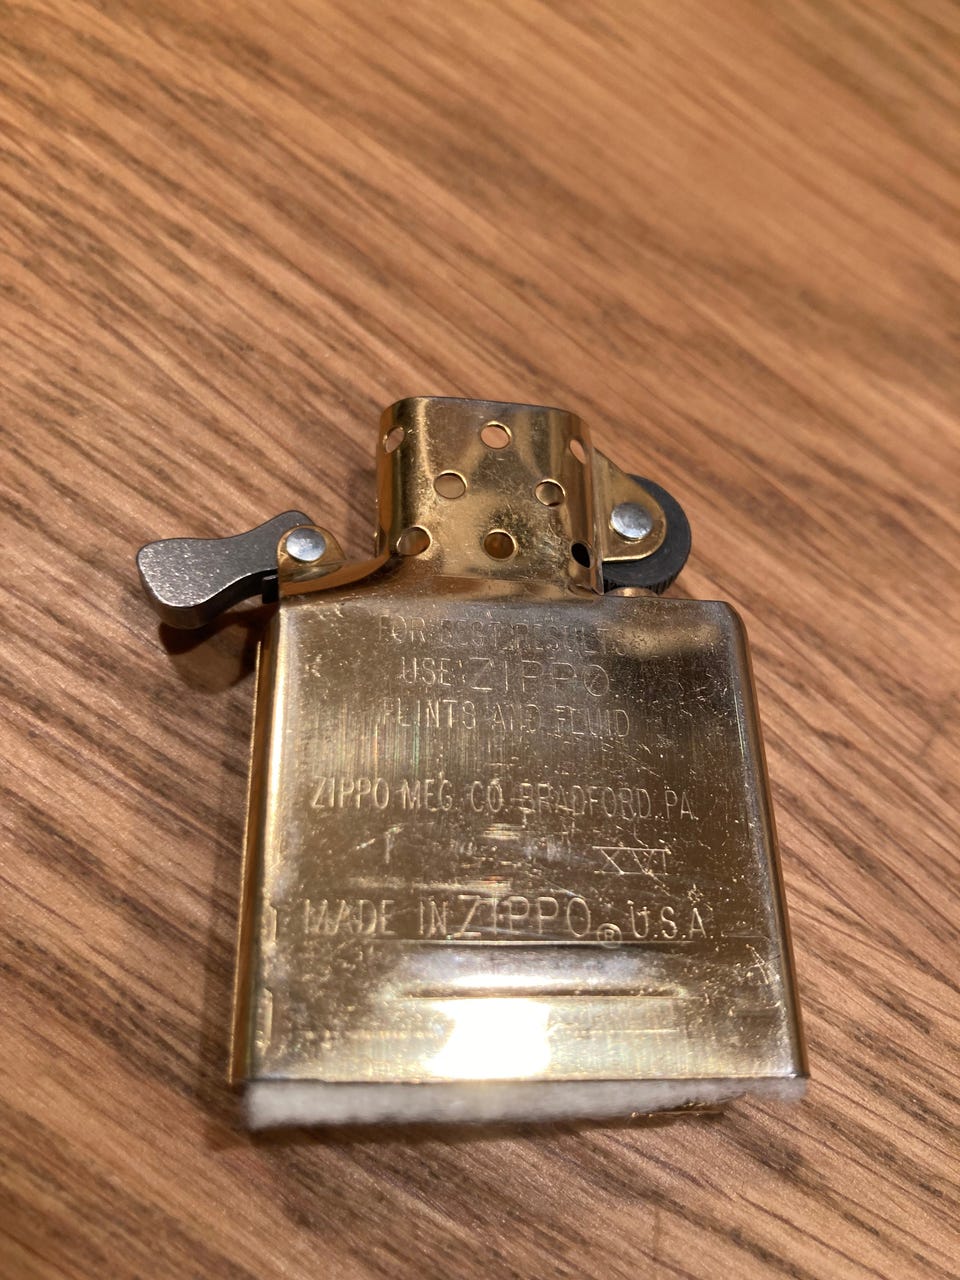 FOR BEST RESULTS
USE ZIPPO
FLINTS AND FLUID
ZIPPO MFG. CO. BRADFORD. PA.
I XVI
MADE IN ZIPPO® U.S.A.